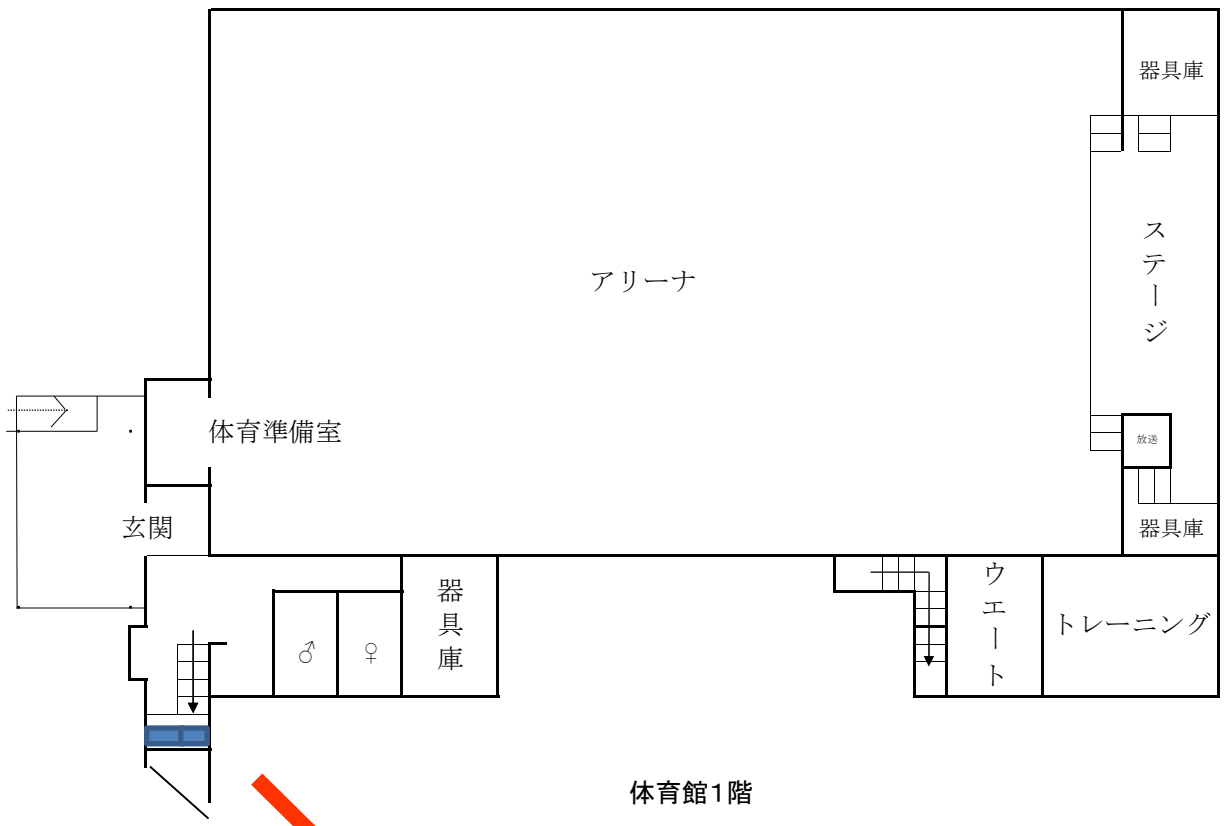 器具庫
ステージ
アリーナ
体育準備室
放送
玄関
器具庫
器具庫
ウエート
トレーニング
♂
♀
体育館1階